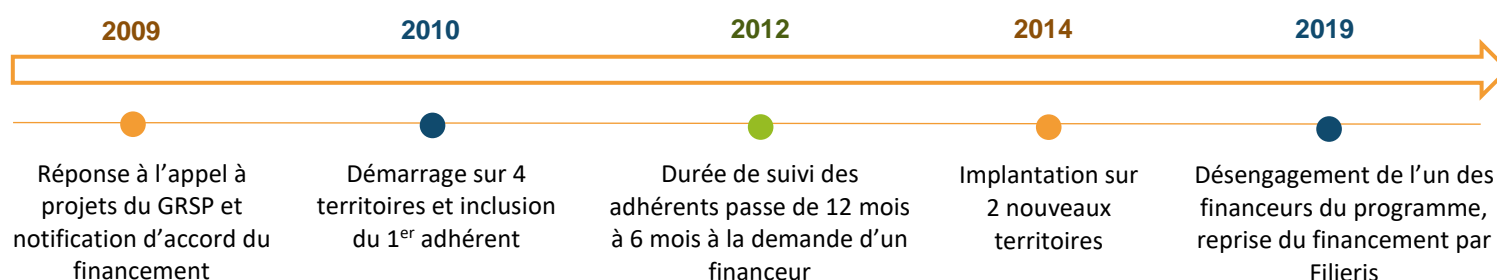 2009
Réponse à l’appel à
projets du GRSP et
notification d’accord du
financement
2010
Démarrage sur 4
territoires et inclusion
du 1er adhérent
2012
Durée de suivi des
adhérents passe de 12 mois
à 6 mois à la demande d’un
financeur
2014
Implantation sur
2 nouveaux
territoires
2019
Désengagement de l’un des
financeurs du programme,
reprise du financement par
Filieris